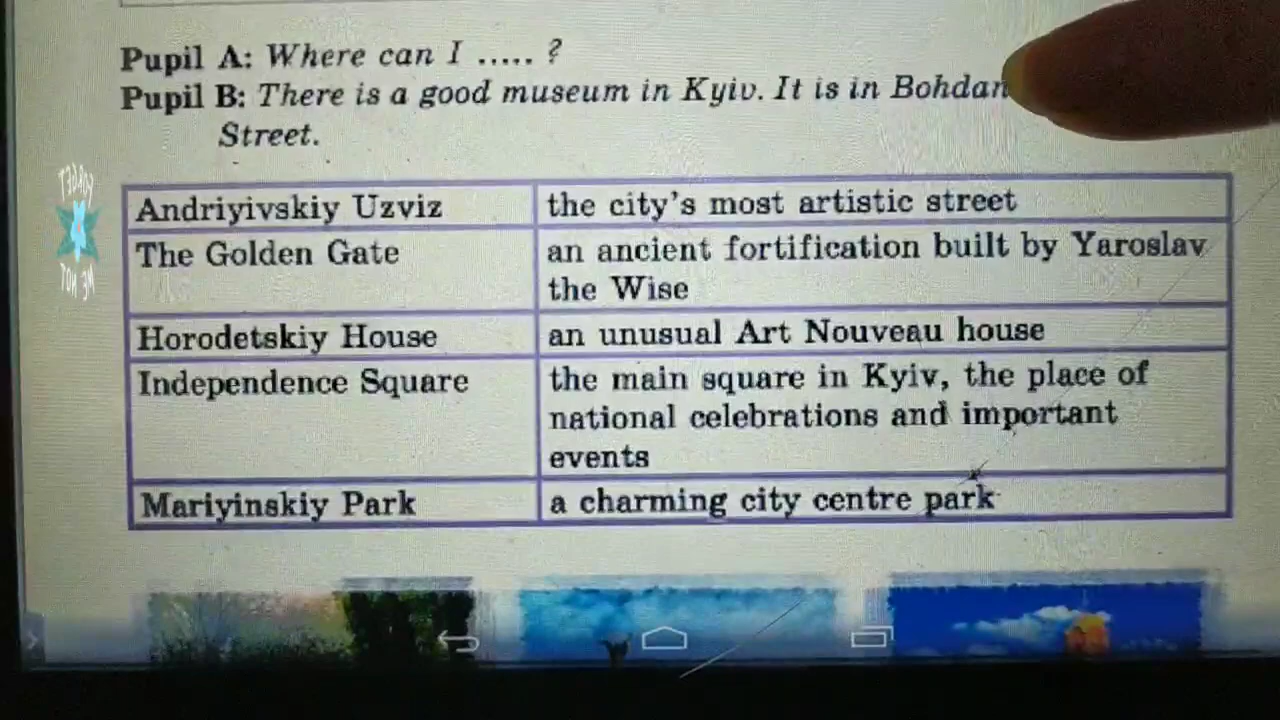 Pupil A: Where can I ..... ?
Pupil B: There is a good museum in Kyiv. It is in Bohdan
Street.
Andriyivskiy Uzviz
the city's most artistic street
The Golden Gate
an ancient fortification built by Yaroslav
the Wise
Horodetskiy House
an unusual Art Nouveau house
Independence Square
the main square in Kyiv, the place of
national celebrations and important
events
Mariyinskiy Park
a charming city centre park
FORGET
ME NOT